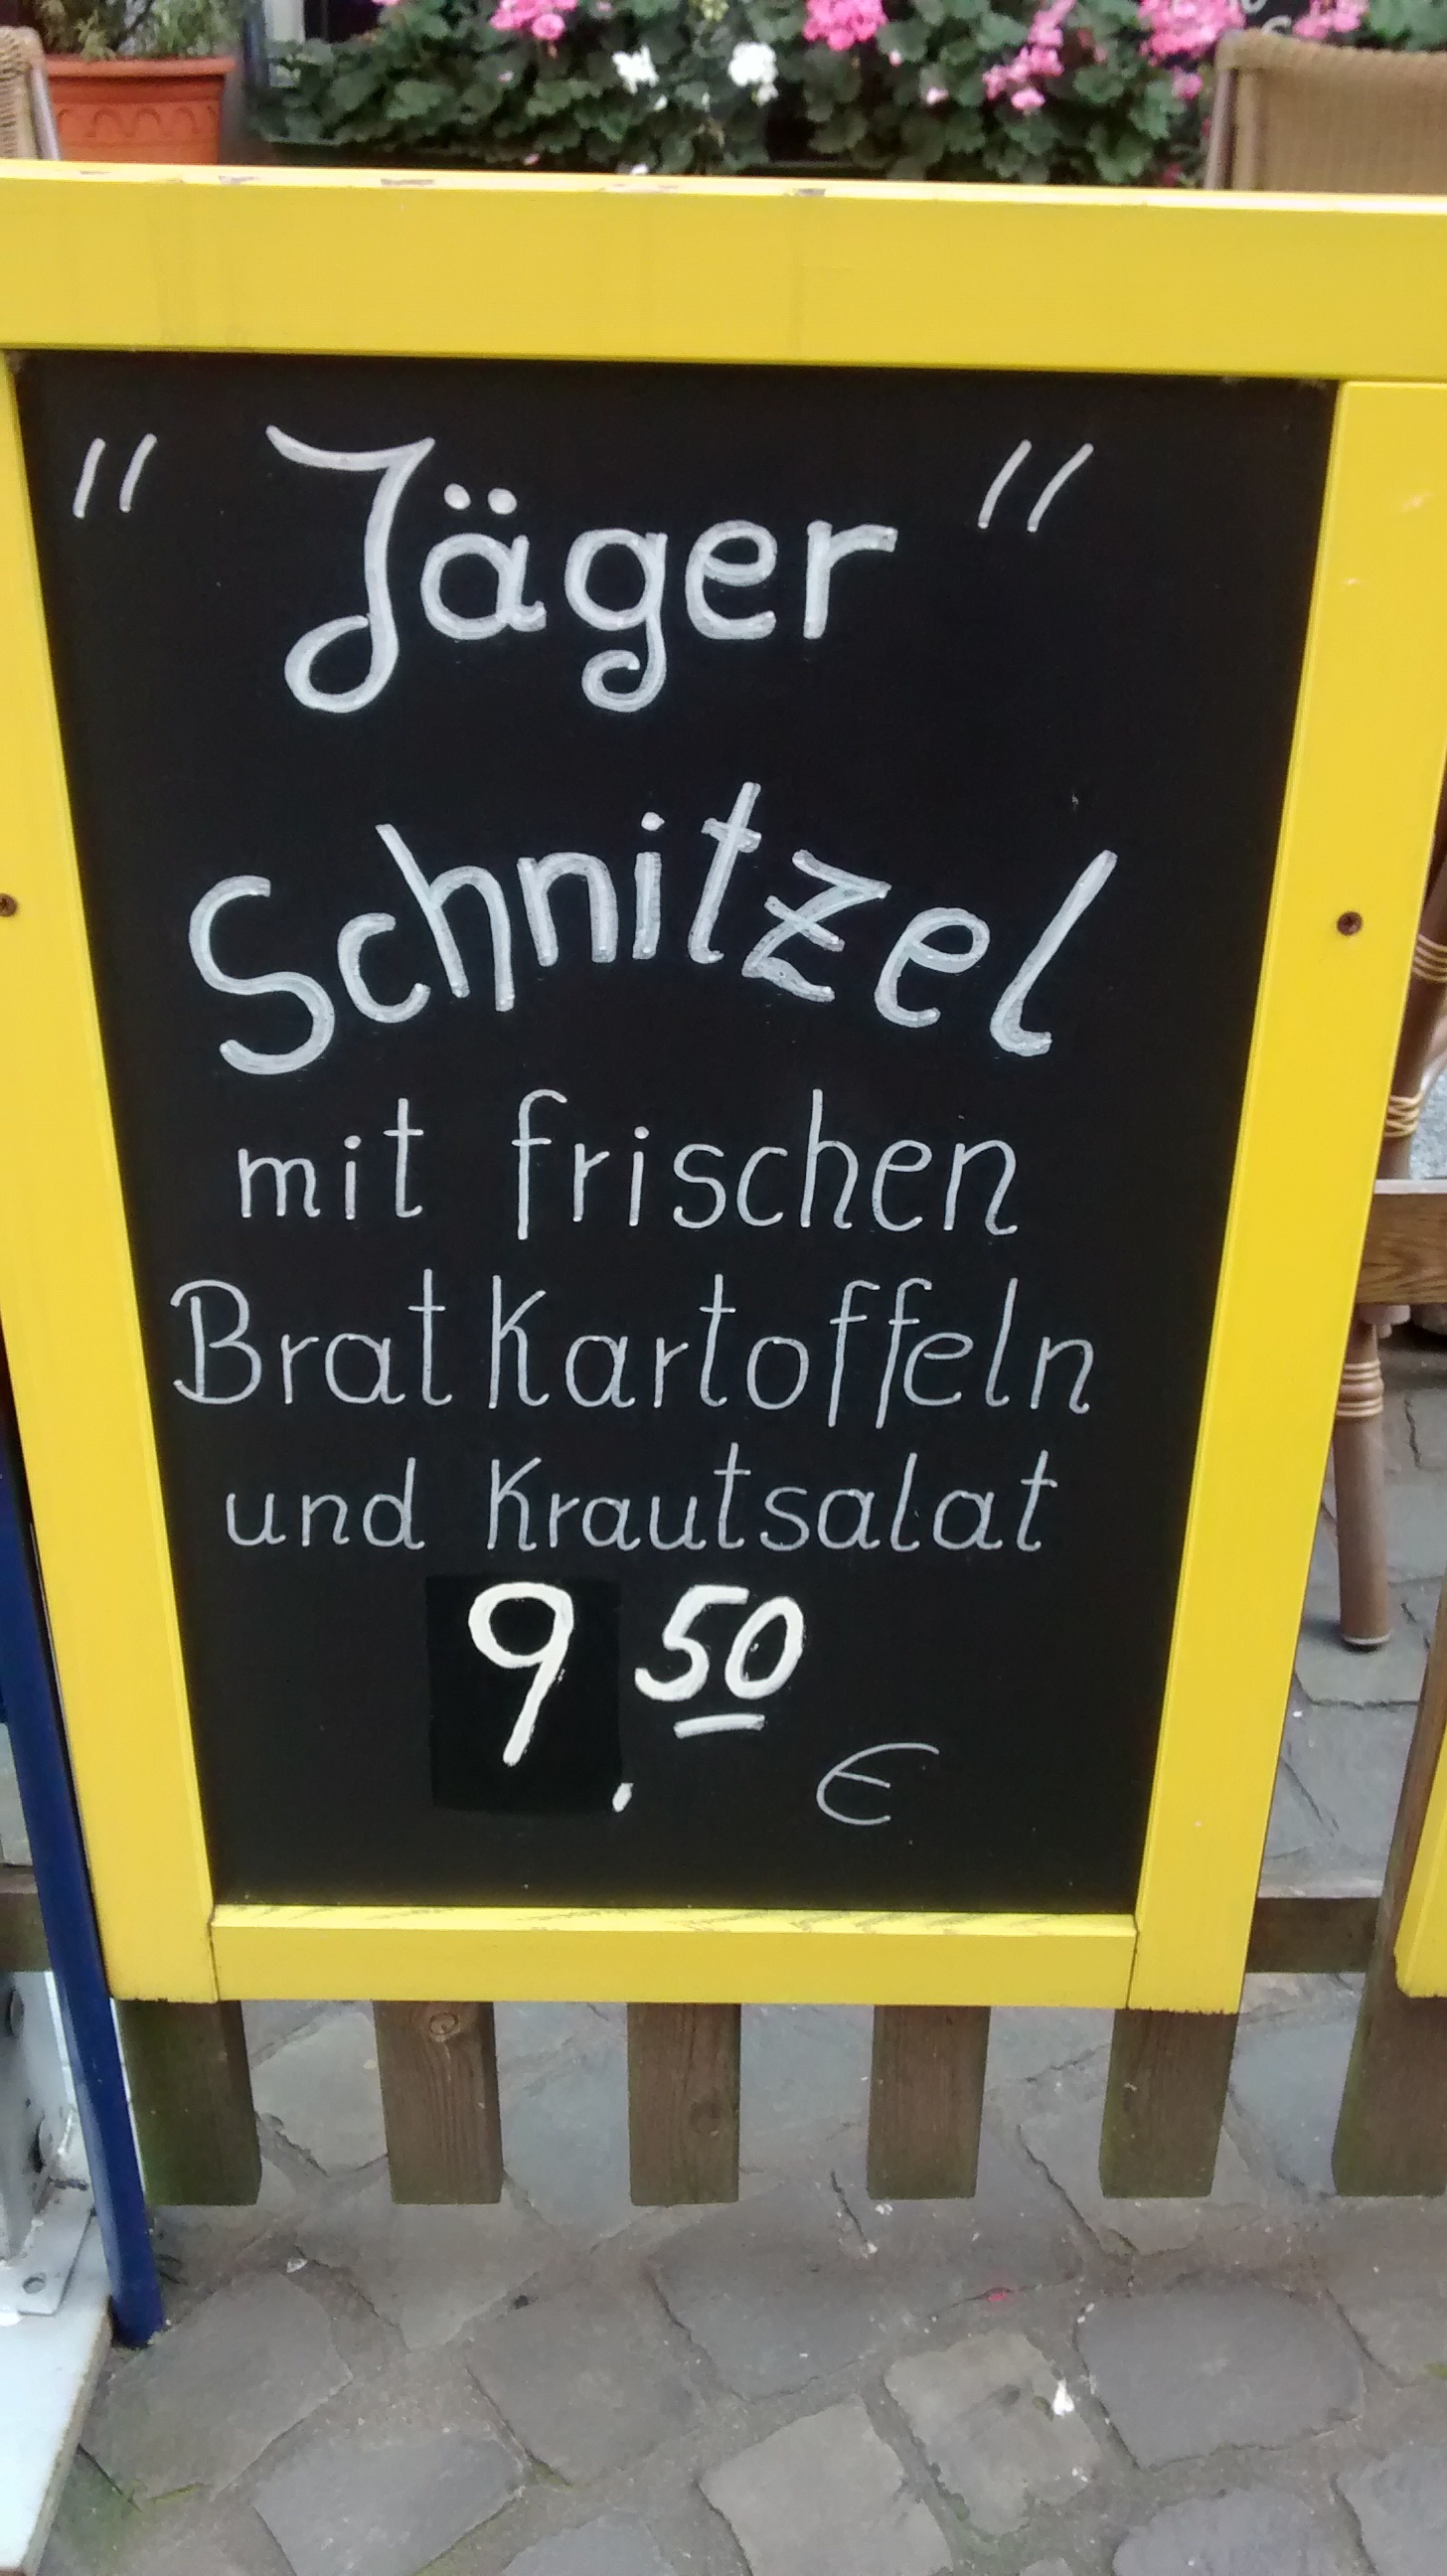 "Jäger"
Schnitzel
mit frischen
Bratkartoffeln
und Krautsalat
9.50
€